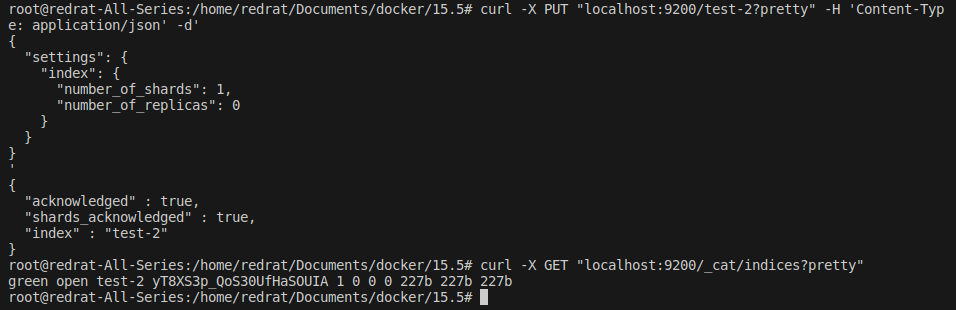 root@redrat-All-Series:/home/redrat/Documents/docker/15.5# curl -X PUT "localhost:9200/test-2?pretty" -H 'Content-Typ
e: application/json' -d'
{
  "settings": {
    "index": {
      "number_of_shards": 1,
      "number_of_replicas": 0
    }
  }
}
'
{
  "acknowledged" : true,
  "shards_acknowledged" : true,
  "index" : "test-2"
}
root@redrat-All-Series:/home/redrat/Documents/docker/15.5# curl -X GET "localhost:9200/_cat/indices?pretty"
green open test-2 yT8XS3p_QoS30UfHaSOUIA 1 0 0 0 227b 227b 227b
root@redrat-All-Series:/home/redrat/Documents/docker/15.5#